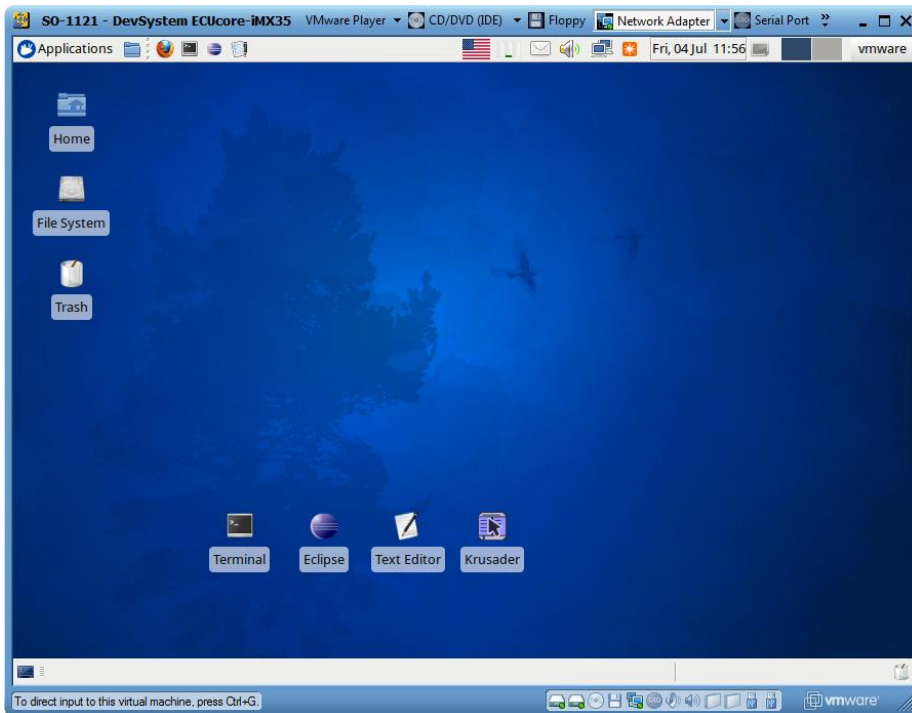 SO-1121 - DevSystem ECUcore-iMX35 VMware Player CD/DVD (IDE) Floppy Network Adapter Serial Port
Applications Fri, 04 Jul 11:56 vmware
Home
File System
Trash
Terminal Eclipse Text Editor Krusader
To direct input to this virtual machine, press Ctrl+G. vmware